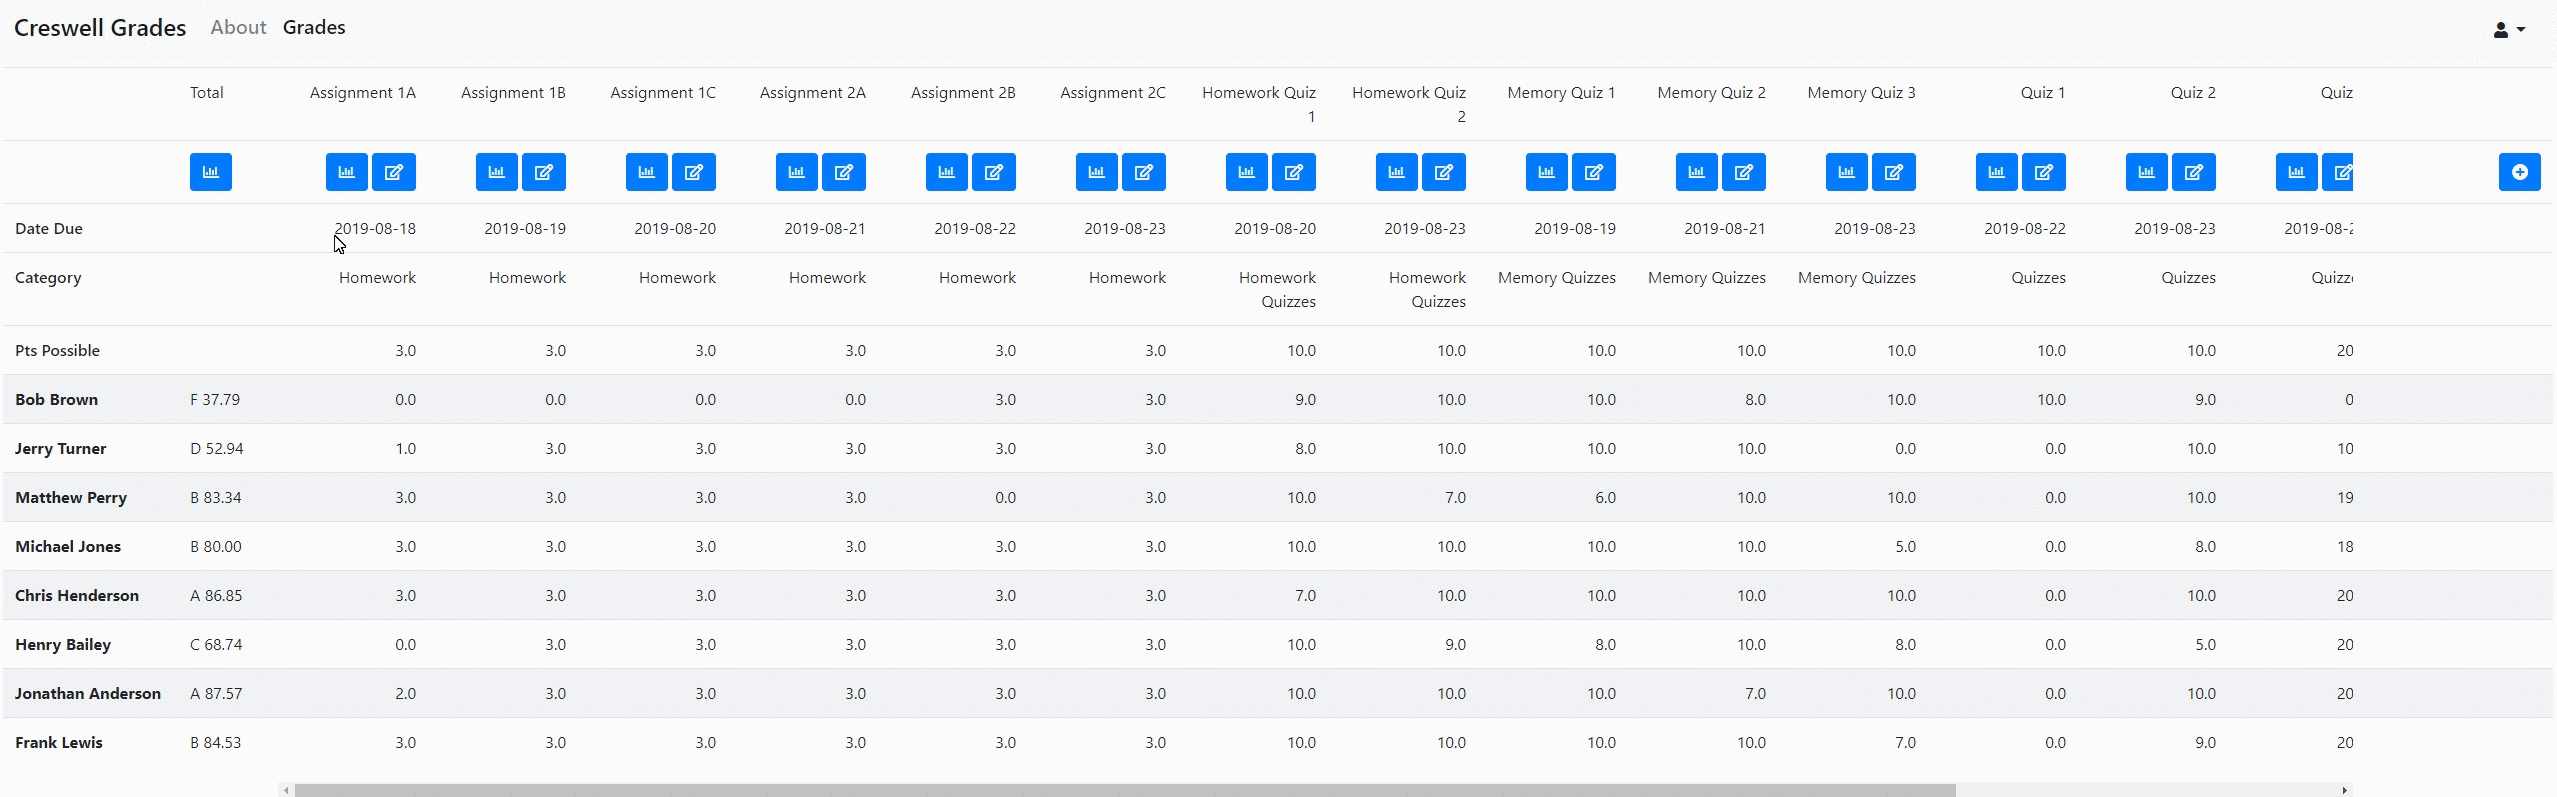 Creswell Grades About Grades
Total Assignment 1A Assignment 1B Assignment 1C Assignment 2A Assignment 2B Assignment 2C Homework Quiz 1 Homework Quiz 2 Memory Quiz 1 Memory Quiz 2 Memory Quiz 3 Quiz 1 Quiz 2 Quiz
Date Due 2019-08-18 2019-08-19 2019-08-20 2019-08-21 2019-08-22 2019-08-23 2019-08-20 2019-08-23 2019-08-19 2019-08-21 2019-08-23 2019-08-22 2019-08-23 2019-08-2
Category Homework Homework Homework Homework Homework Homework Homework Quizzes Homework Quizzes Memory Quizzes Memory Quizzes Memory Quizzes Quizzes Quizzes Quizz
Pts Possible 3.0 3.0 3.0 3.0 3.0 3.0 10.0 10.0 10.0 10.0 10.0 10.0 10.0 20
Bob Brown F 37.79 0.0 0.0 0.0 0.0 3.0 3.0 9.0 10.0 10.0 8.0 10.0 10.0 9.0 0
Jerry Turner D 52.94 1.0 3.0 3.0 3.0 3.0 3.0 8.0 10.0 10.0 10.0 0.0 0.0 10.0 10
Matthew Perry B 83.34 3.0 3.0 3.0 3.0 0.0 3.0 10.0 7.0 6.0 10.0 10.0 0.0 10.0 19
Michael Jones B 80.00 3.0 3.0 3.0 3.0 3.0 3.0 10.0 10.0 10.0 10.0 5.0 0.0 8.0 18
Chris Henderson A 86.85 3.0 3.0 3.0 3.0 3.0 3.0 7.0 10.0 10.0 10.0 10.0 0.0 10.0 20
Henry Bailey C 68.74 0.0 3.0 3.0 3.0 3.0 3.0 10.0 9.0 8.0 10.0 8.0 0.0 5.0 20
Jonathan Anderson A 87.57 2.0 3.0 3.0 3.0 3.0 3.0 10.0 10.0 10.0 7.0 10.0 0.0 10.0 20
Frank Lewis B 84.53 3.0 3.0 3.0 3.0 3.0 3.0 10.0 10.0 10.0 10.0 7.0 0.0 9.0 20